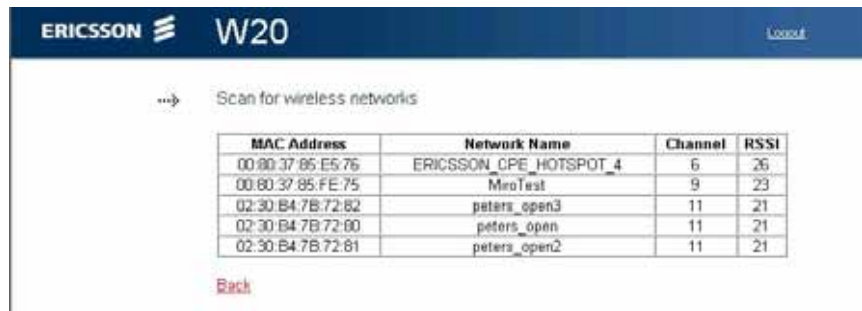 ERICSSON W20 Logout
Scan for wireless networks
MAC Address Network Name Channel RSSI
00:80:37:85:E5:76 ERICSSON_CPE_HOTSPOT_4 6 26
00:80:37:85:FE:75 MiroTest 9 23
02:30:B4:7B:72:82 peters_open3 11 21
02:30:B4:7B:72:80 peters_open 11 21
02:30:B4:7B:72:81 peters_open2 11 21
Back